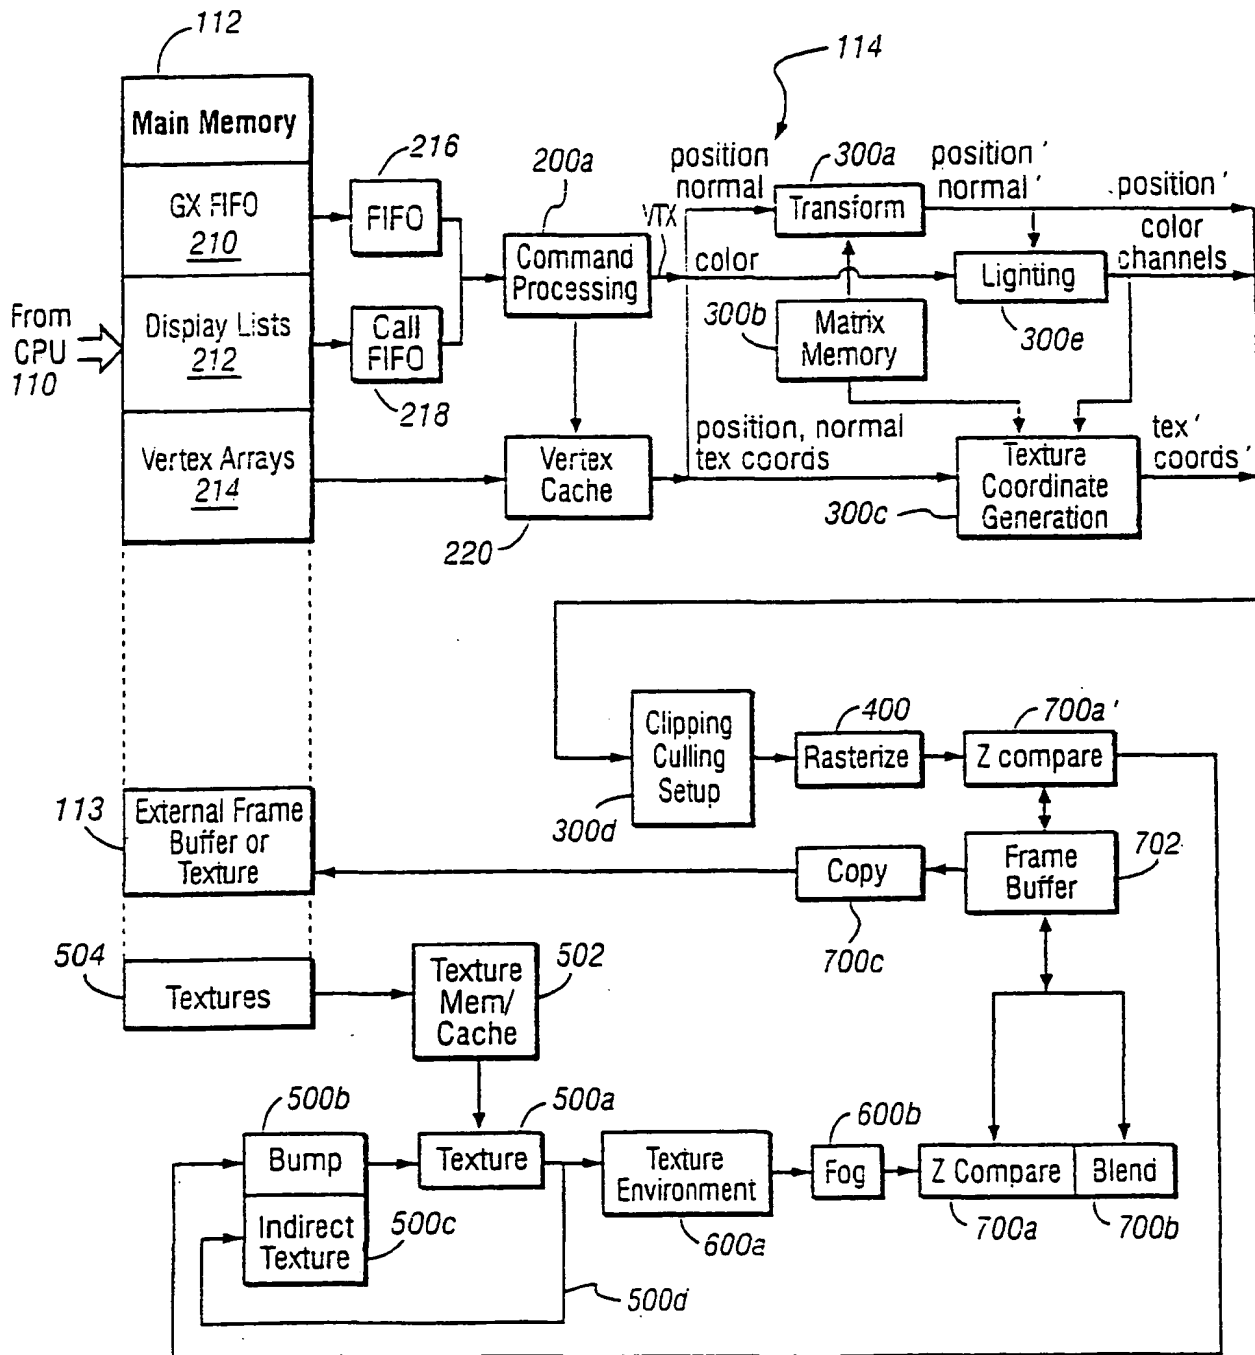 112
114
Main Memory
GX FIFO
210
Display Lists
212
Vertex Arrays
214
From
CPU
110
216
FIFO
Call
FIFO
218
200a
Command
Processing
VTX
Vertex
Cache
220
position
normal
color
position, normal
tex coords
300a
Transform
300b
Matrix
Memory
position'
normal'
position'
color
channels
Lighting
300e
Texture
Coordinate
Generation
300c
tex'
coords'
Clipping
Culling
Setup
300d
400
Rasterize
700a'
Z compare
113
External Frame
Buffer or
Texture
Copy
700c
Frame
Buffer
702
504
Textures
Texture
Mem/
Cache
502
500b
Bump
Indirect
Texture
500c
500a
Texture
500d
Texture
Environment
600a
600b
Fog
Z Compare
700a
Blend
700b